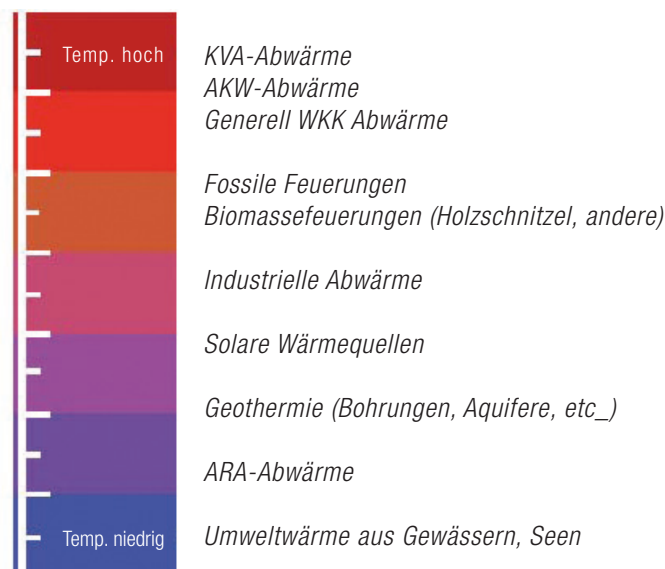 Temp. hoch
KVA-Abwärme
AKW-Abwärme
Generell WKK Abwärme
Fossile Feuerungen
Biomassefeuerungen (Holzschnitzel, andere)
Industrielle Abwärme
Solare Wärmequellen
Geothermie (Bohrungen, Aquifere, etc_)
ARA-Abwärme
Temp. niedrig
Umweltwärme aus Gewässern, Seen